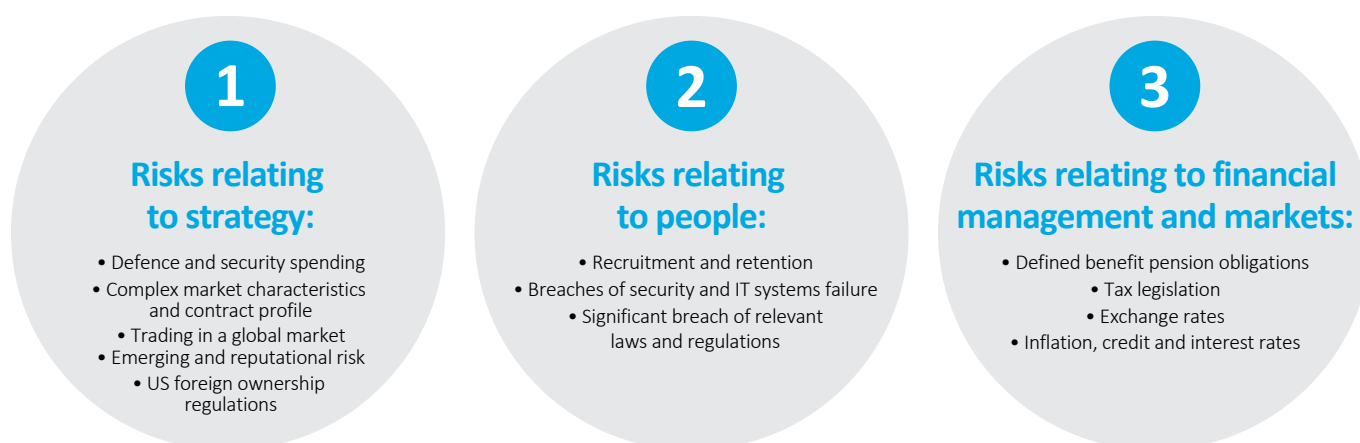 1
Risks relating
to strategy:
• Defence and security spending
• Complex market characteristics
and contract profile
• Trading in a global market
• Emerging and reputational risk
• US foreign ownership
regulations
2
Risks relating
to people:
• Recruitment and retention
• Breaches of security and IT systems failure
• Significant breach of relevant
laws and regulations
3
Risks relating to financial
management and markets:
• Defined benefit pension obligations
• Tax legislation
• Exchange rates
• Inflation, credit and interest rates